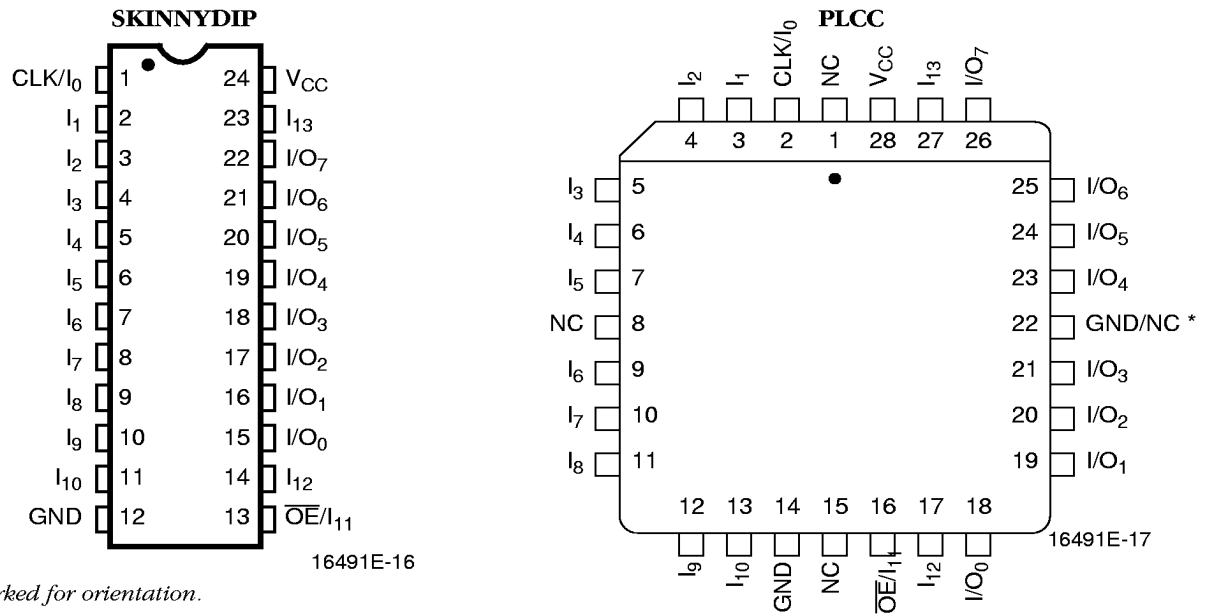 SKINNYDIP
CLK/I0 1 24 VCC
I1 2 23 I13
I2 3 22 I/O7
I3 4 21 I/O6
I4 5 20 I/O5
I5 6 19 I/O4
I6 7 18 I/O3
I7 8 17 I/O2
I8 9 16 I/O1
I9 10 15 I/O0
I10 11 14 I12
GND 12 13 O̅E̅/I11
16491E-16
PLCC
I2 I1 CLK/I0 NC VCC I13 I/O7
4 3 2 1 28 27 26
I3 5 25 I/O6
I4 6 24 I/O5
I5 7 23 I/O4
NC 8 22 GND/NC *
I6 9 21 I/O3
I7 10 20 I/O2
I8 11 19 I/O1
12 13 14 15 16 17 18
I9 I10 GND NC O̅E̅/I11 I12 I/O0
16491E-17
for orientation.